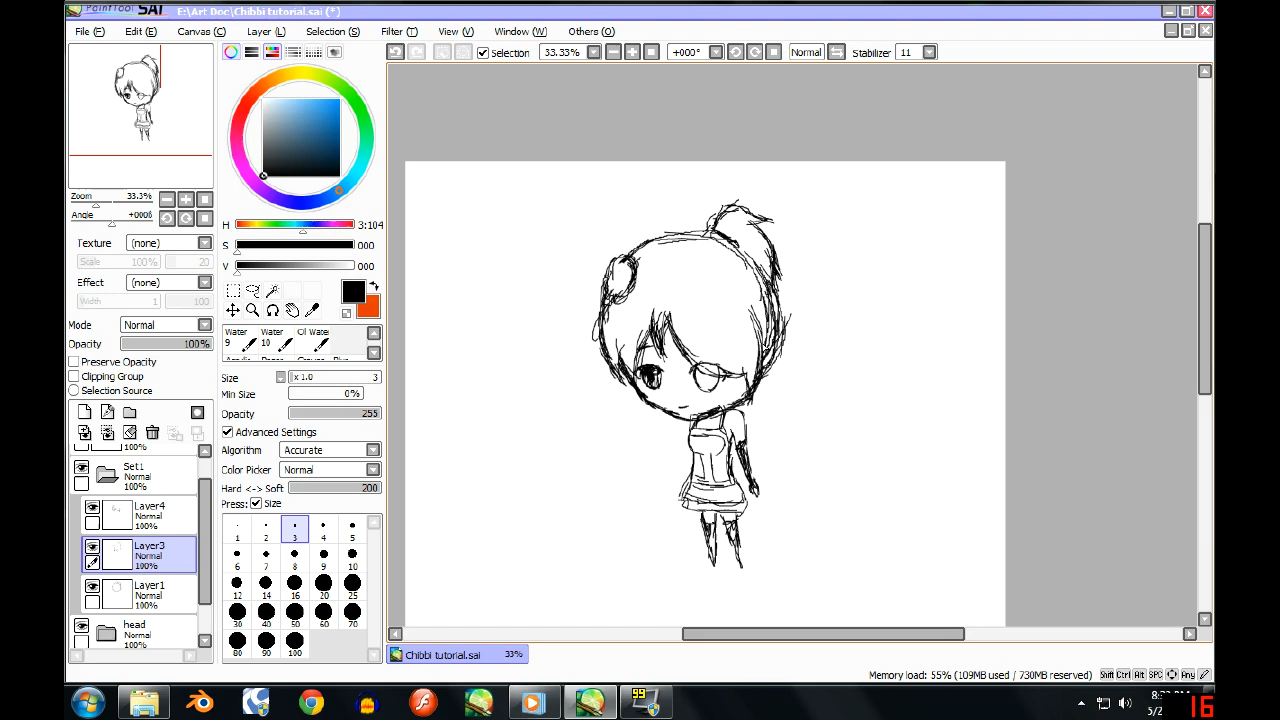 PaintTool SAI E:\Art Doc\Chibbi tutorial.sai (*)
File (F) Edit (E) Canvas (C) Layer (L) Selection (S) Filter (T) View (V) Window (W) Others (O)
Selection 33.33% +000° Normal Stabilizer 11
Zoom 33.3%
Angle +000ß
Texture (none)
Scale 100% 20
Effect (none)
Width 1 100
Mode Normal
Opacity 100%
Preserve Opacity
Clipping Group
Selection Source
100%
Set1
Normal
100%
Layer4
Normal
100%
Layer3
Normal
100%
Layer1
Normal
100%
head
Normal
100%
H 3:104
S 000
V 000
Water Water Oil Water
9 10
Size x 1.0 3
Min Size 0%
Opacity 255
Advanced Settings
Algorithm Accurate
Color Picker Normal
Hard <-> Soft 200
Press: Size
1 2 3 4 5
6 7 8 9 10
12 14 16 20 25
30 40 50 60 70
80 90 100
Chibbi tutorial.sai 33%
Memory load: 55% (109MB used / 730MB reserved) Shift Ctrl Alt SPC Any
99
16